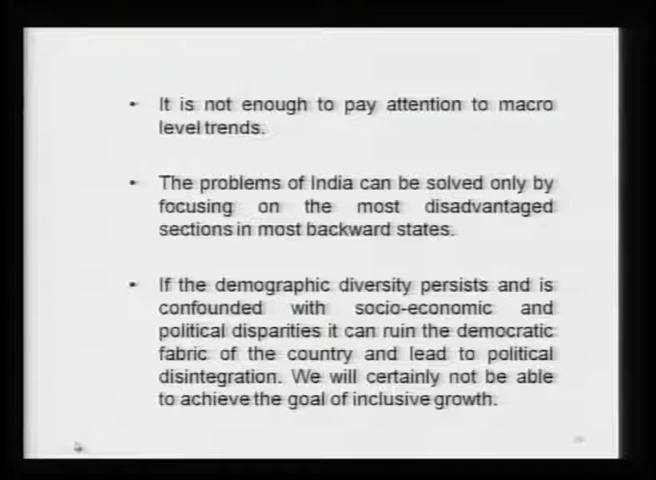 • It is not enough to pay attention to macro
level trends.
• The problems of India can be solved only by
focusing on the most disadvantaged
sections in most backward states.
• If the demographic diversity persists and is
confounded with socio-economic and
political disparities it can ruin the democratic
fabric of the country and lead to political
disintegration. We will certainly not be able
to achieve the goal of inclusive growth.